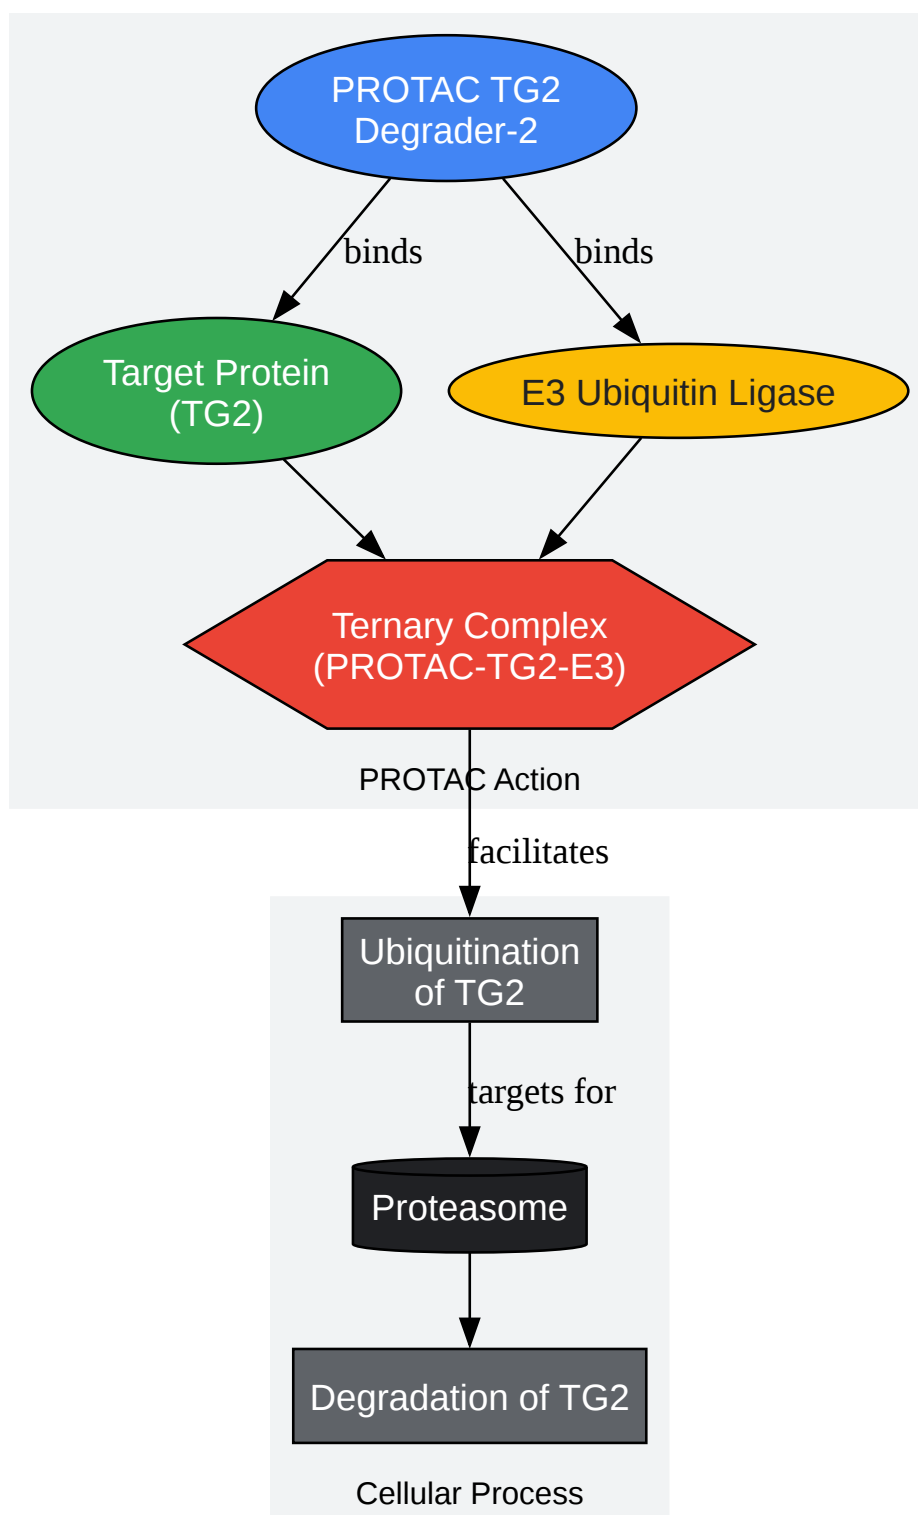 PROTAC TG2
Degrader-2
binds
binds
Target Protein
(TG2)
E3 Ubiquitin Ligase
Ternary Complex
(PROTAC-TG2-E3)
PROTAC Action
facilitates
Ubiquitination
of TG2
targets for
Proteasome
Degradation of TG2
Cellular Process